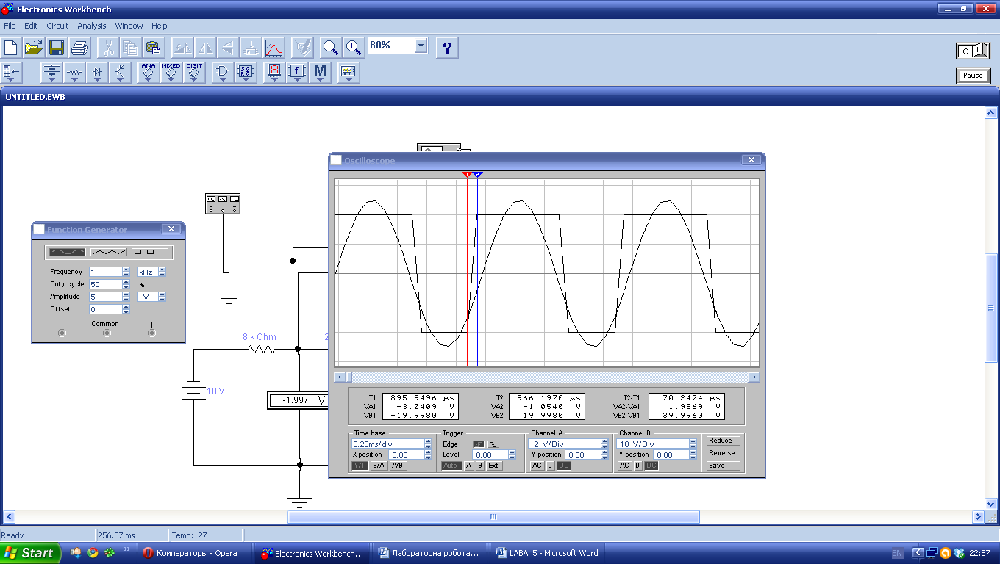 Electronics Workbench
File Edit Circuit Analysis Window Help
80%
?
ANA MIXED DIGIT
f M
Pause
UNTITLED.EWB
Oscilloscope
1 2
Function Generator
Frequency 1 kHz
Duty cycle 50 %
Amplitude 5 V
Offset 0
− Common +
8 k Ohm 2
10 V
-1.997 V
T1 895.9496 µs T2 966.1970 µs T2-T1 70.2474 µs
VA1 -3.0409 V VA2 -1.0540 V VA2-VA1 1.9869 V
VB1 -19.9980 V VB2 19.9980 V VB2-VB1 39.9960 V
Time base Trigger Channel A Channel B Reduce
0.20ms/div Edge 2 V/Div 10 V/Div
X position 0.00 Level 0.00 Y position 0.00 Y position 0.00 Reverse
Y/T B/A A/B Auto A B Ext AC 0 DC AC 0 DC Save
Ready 256.87 ms Temp: 27
Start Компараторы - Opera Electronics Workbench... Лабораторна робота... LABA_5 - Microsoft Word EN 22:57